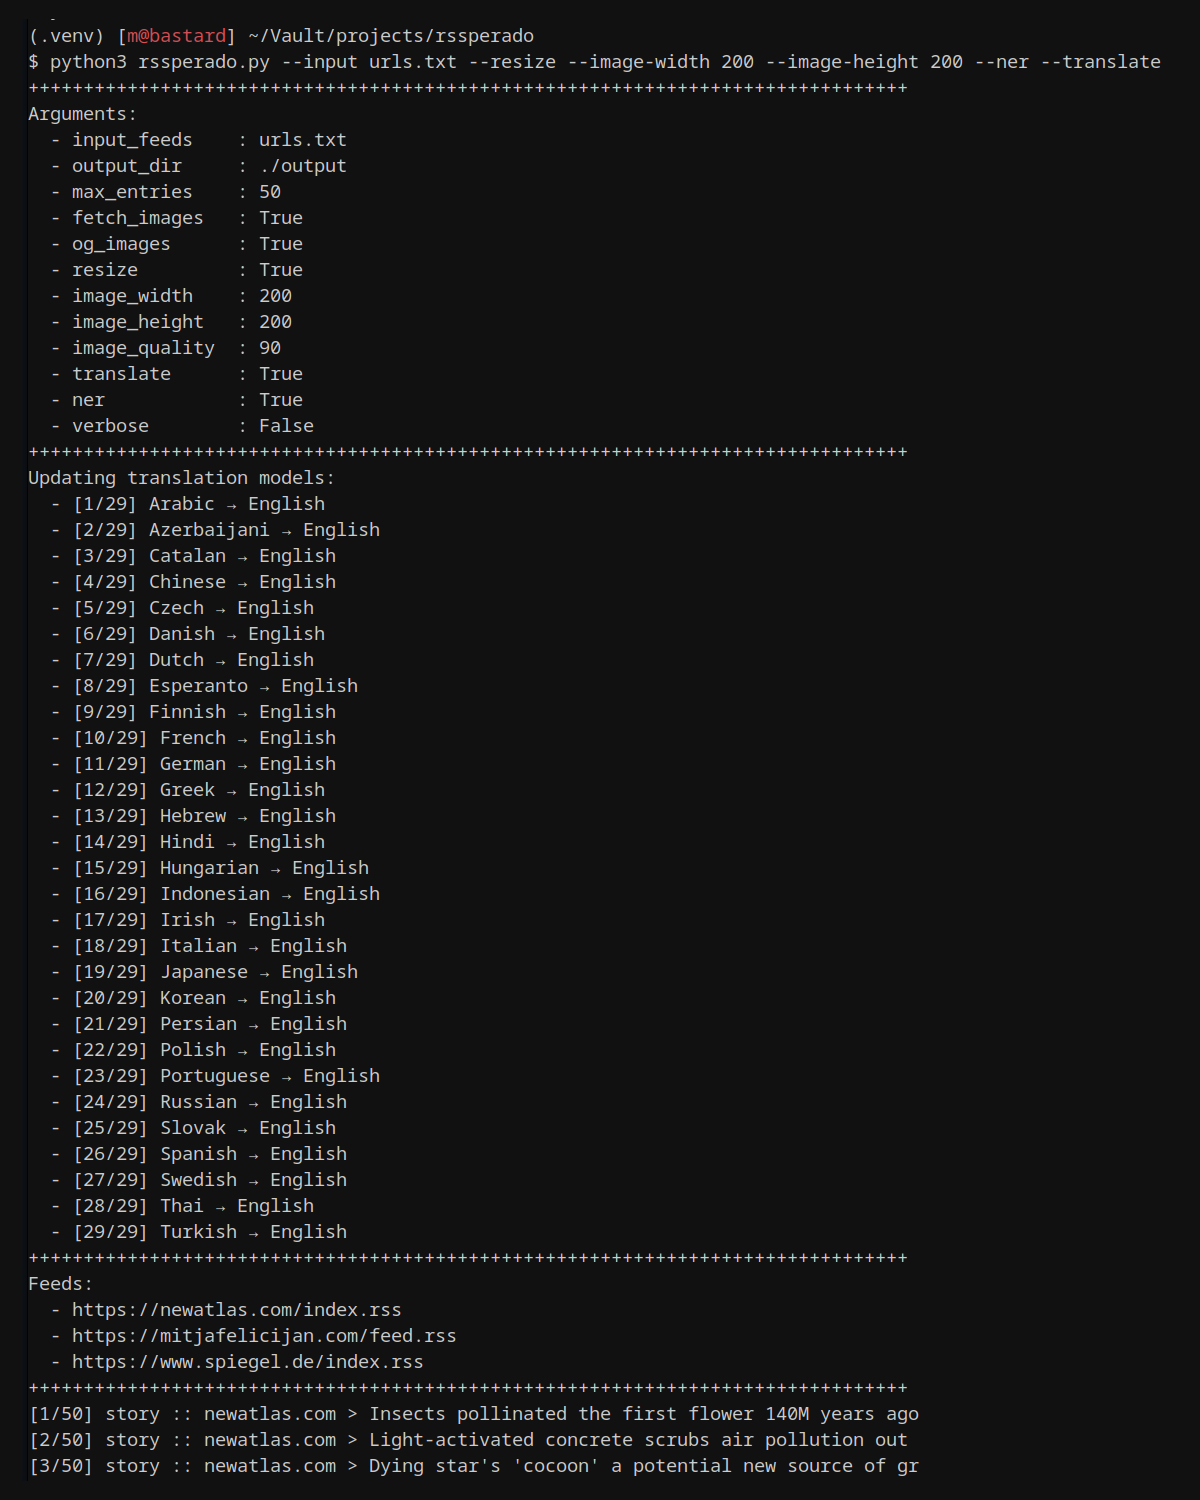 (.venv) [m@bastard] ~/Vault/projects/rssperado
$ python3 rssperado.py --input urls.txt --resize --image-width 200 --image-height 200 --ner --translate
++++++++++++++++++++++++++++++++++++++++++++++++++++++++++++++++++++++++++++++++
Arguments:
  - input_feeds    : urls.txt
  - output_dir     : ./output
  - max_entries    : 50
  - fetch_images   : True
  - og_images      : True
  - resize         : True
  - image_width    : 200
  - image_height   : 200
  - image_quality  : 90
  - translate      : True
  - ner            : True
  - verbose        : False
++++++++++++++++++++++++++++++++++++++++++++++++++++++++++++++++++++++++++++++++
Updating translation models:
  - [1/29] Arabic → English
  - [2/29] Azerbaijani → English
  - [3/29] Catalan → English
  - [4/29] Chinese → English
  - [5/29] Czech → English
  - [6/29] Danish → English
  - [7/29] Dutch → English
  - [8/29] Esperanto → English
  - [9/29] Finnish → English
  - [10/29] French → English
  - [11/29] German → English
  - [12/29] Greek → English
  - [13/29] Hebrew → English
  - [14/29] Hindi → English
  - [15/29] Hungarian → English
  - [16/29] Indonesian → English
  - [17/29] Irish → English
  - [18/29] Italian → English
  - [19/29] Japanese → English
  - [20/29] Korean → English
  - [21/29] Persian → English
  - [22/29] Polish → English
  - [23/29] Portuguese → English
  - [24/29] Russian → English
  - [25/29] Slovak → English
  - [26/29] Spanish → English
  - [27/29] Swedish → English
  - [28/29] Thai → English
  - [29/29] Turkish → English
++++++++++++++++++++++++++++++++++++++++++++++++++++++++++++++++++++++++++++++++
Feeds:
  - https://newatlas.com/index.rss
  - https://mitjafelicijan.com/feed.rss
  - https://www.spiegel.de/index.rss
++++++++++++++++++++++++++++++++++++++++++++++++++++++++++++++++++++++++++++++++
[1/50] story :: newatlas.com > Insects pollinated the first flower 140M years ago
[2/50] story :: newatlas.com > Light-activated concrete scrubs air pollution out
[3/50] story :: newatlas.com > Dying star's 'cocoon' a potential new source of gr